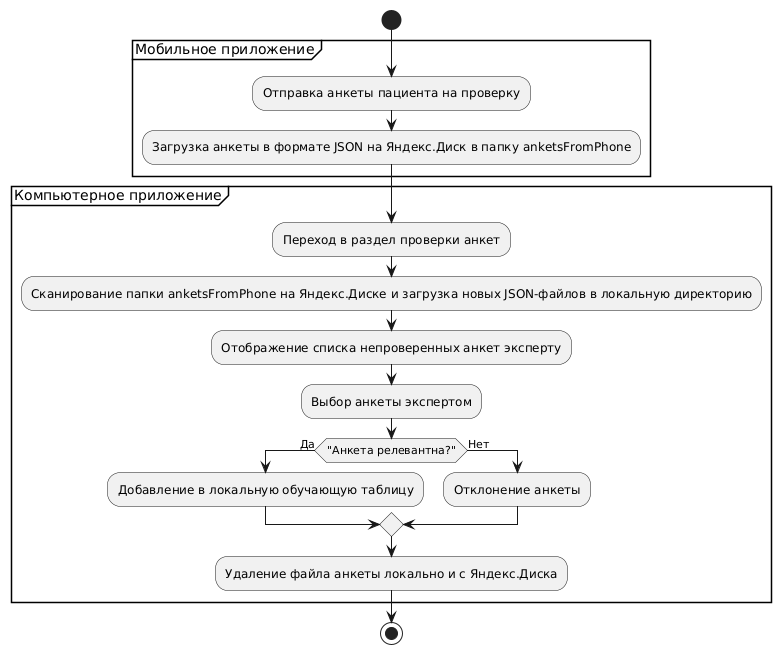 Мобильное приложение
Отправка анкеты пациента на проверку
Загрузка анкеты в формате JSON на Яндекс.Диск в папку anketsFromPhone
Компьютерное приложение
Переход в раздел проверки анкет
Сканирование папки anketsFromPhone на Яндекс.Диске и загрузка новых JSON-файлов в локальную директорию
Отображение списка непроверенных анкет эксперту
Выбор анкеты экспертом
Да
"Анкета релевантна?"
Нет
Добавление в локальную обучающую таблицу
Отклонение анкеты
Удаление файла анкеты локально и с Яндекс.Диска